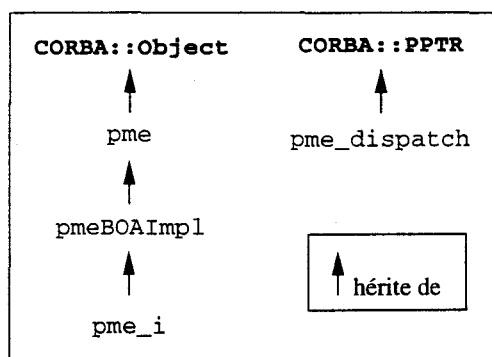 CORBA::Object CORBA::PPTR
pme pme_dispatch
pmeBOAImpl
hérite de
pme_i